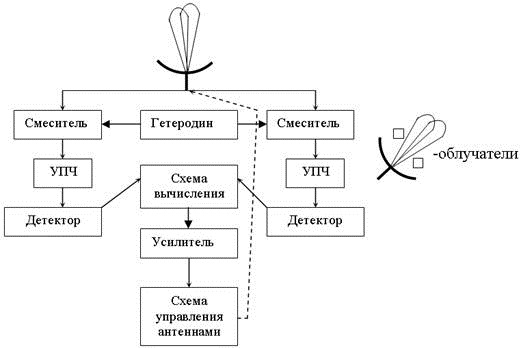 Смеситель
Гетеродин
Смеситель
УПЧ
Схема
вычисления
УПЧ
-облучатели
Детектор
Детектор
Усилитель
Схема
управления
антеннами